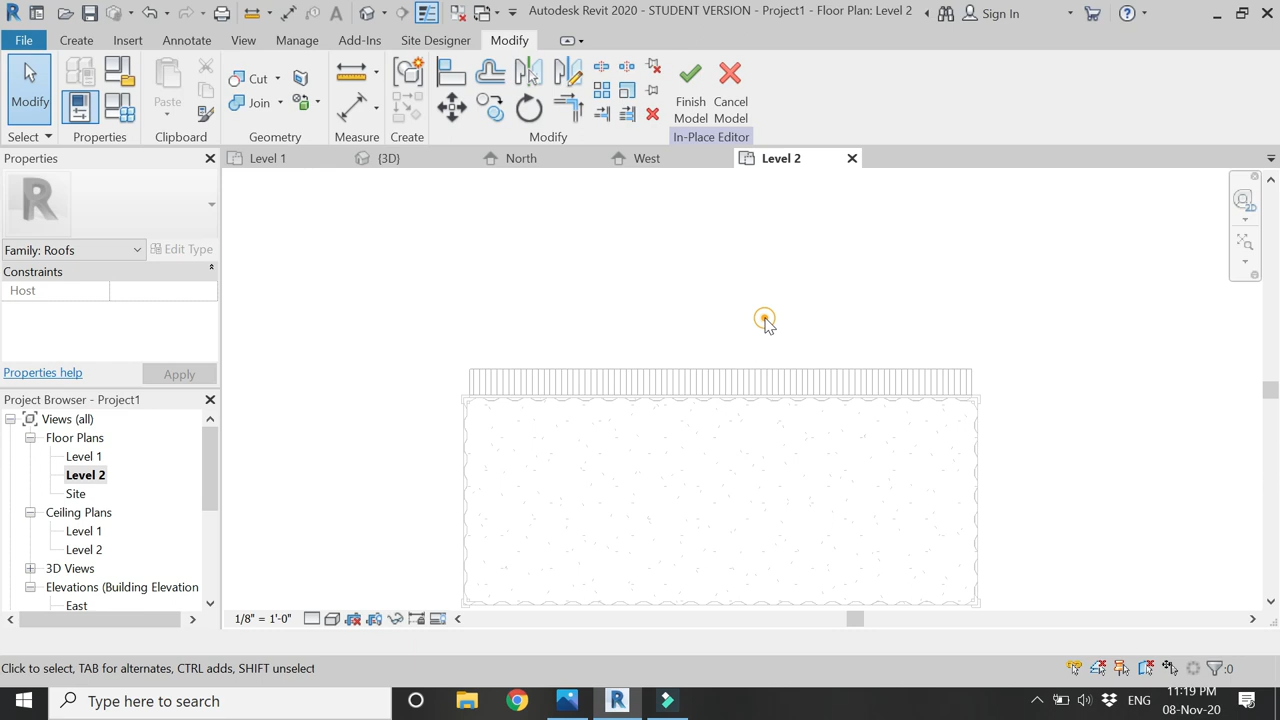 Autodesk Revit 2020 - STUDENT VERSION - Project1 - Floor Plan: Level 2
Sign In
File
Create
Insert
Annotate
View
Manage
Add-Ins
Site Designer
Modify
Modify
Paste
Cut
Join
Finish Model
Cancel Model
Select
Properties
Clipboard
Geometry
Measure
Create
Modify
In-Place Editor
Properties
Level 1
{3D}
North
West
Level 2
R
2D
Family: Roofs
Edit Type
Constraints
Host
Properties help
Apply
Project Browser - Project1
Views (all)
Floor Plans
Level 1
Level 2
Site
Ceiling Plans
Level 1
Level 2
3D Views
Elevations (Building Elevation
East
1/8" = 1'-0"
Click to select, TAB for alternates, CTRL adds, SHIFT unselect
:0
Type here to search
ENG
11:19 PM
08-Nov-20